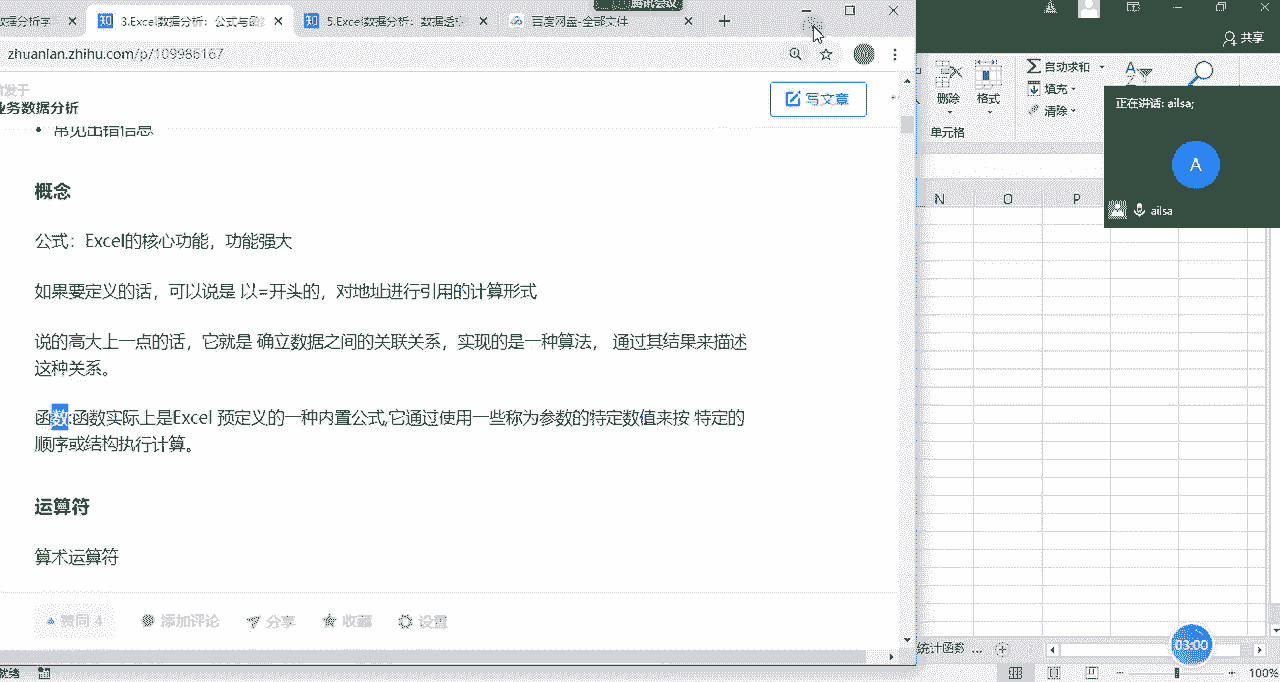 腾讯会议
3.Excel数据分析：公式与函
5.Excel数据分析：数据透视
百度网盘-全部文件
zhuanlan.zhihu.com/p/109986167
共享
业务数据分析
写文章
常见出错信息
概念
公式：Excel的核心功能，功能强大
如果要定义的话，可以说是 以=开头的，对地址进行引用的计算形式
说的高大上一点的话，它就是 确立数据之间的关联关系，实现的是一种算法， 通过其结果来描述
这种关系。
函数:函数实际上是Excel 预定义的一种内置公式,它通过使用一些称为参数的特定数值来按 特定的
顺序或结构执行计算。
运算符
算术运算符
赞同 4
添加评论
分享
收藏
设置
删除
格式
单元格
自动求和
填充
清除
正在讲话: ailsa;
A
ailsa
N O P
统计函数 ...
03:00
就绪
100%